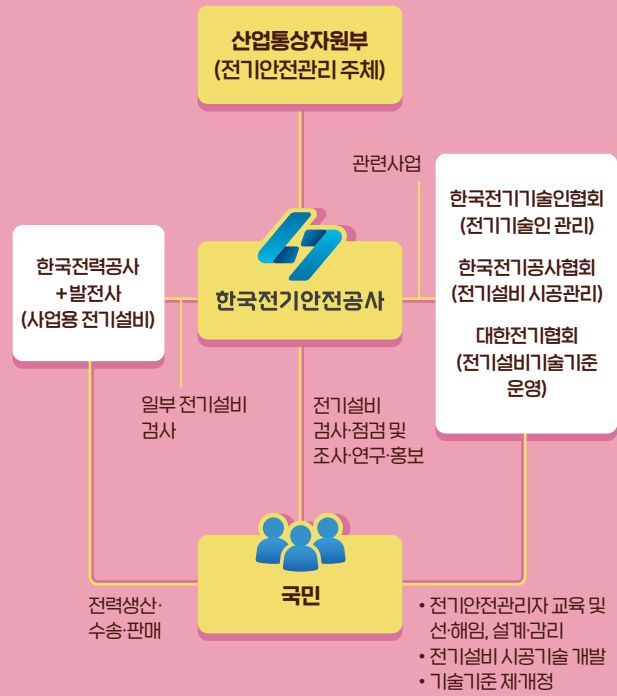 산업통상자원부
(전기안전관리 주체)
관련사업
한국전기기술인협회
(전기기술인 관리)
한국전기공사협회
(전기설비 시공관리)
대한전기협회
(전기설비기술기준
운영)
한국전력공사
+발전사
(사업용 전기설비)
한국전기안전공사
일부 전기설비
검사
전기설비
검사·점검 및
조사·연구·홍보
국민
전력생산·
수송·판매
• 전기안전관리자 교육 및
선·해임, 설계·감리
• 전기설비 시공기술 개발
• 기술기준 제·개정